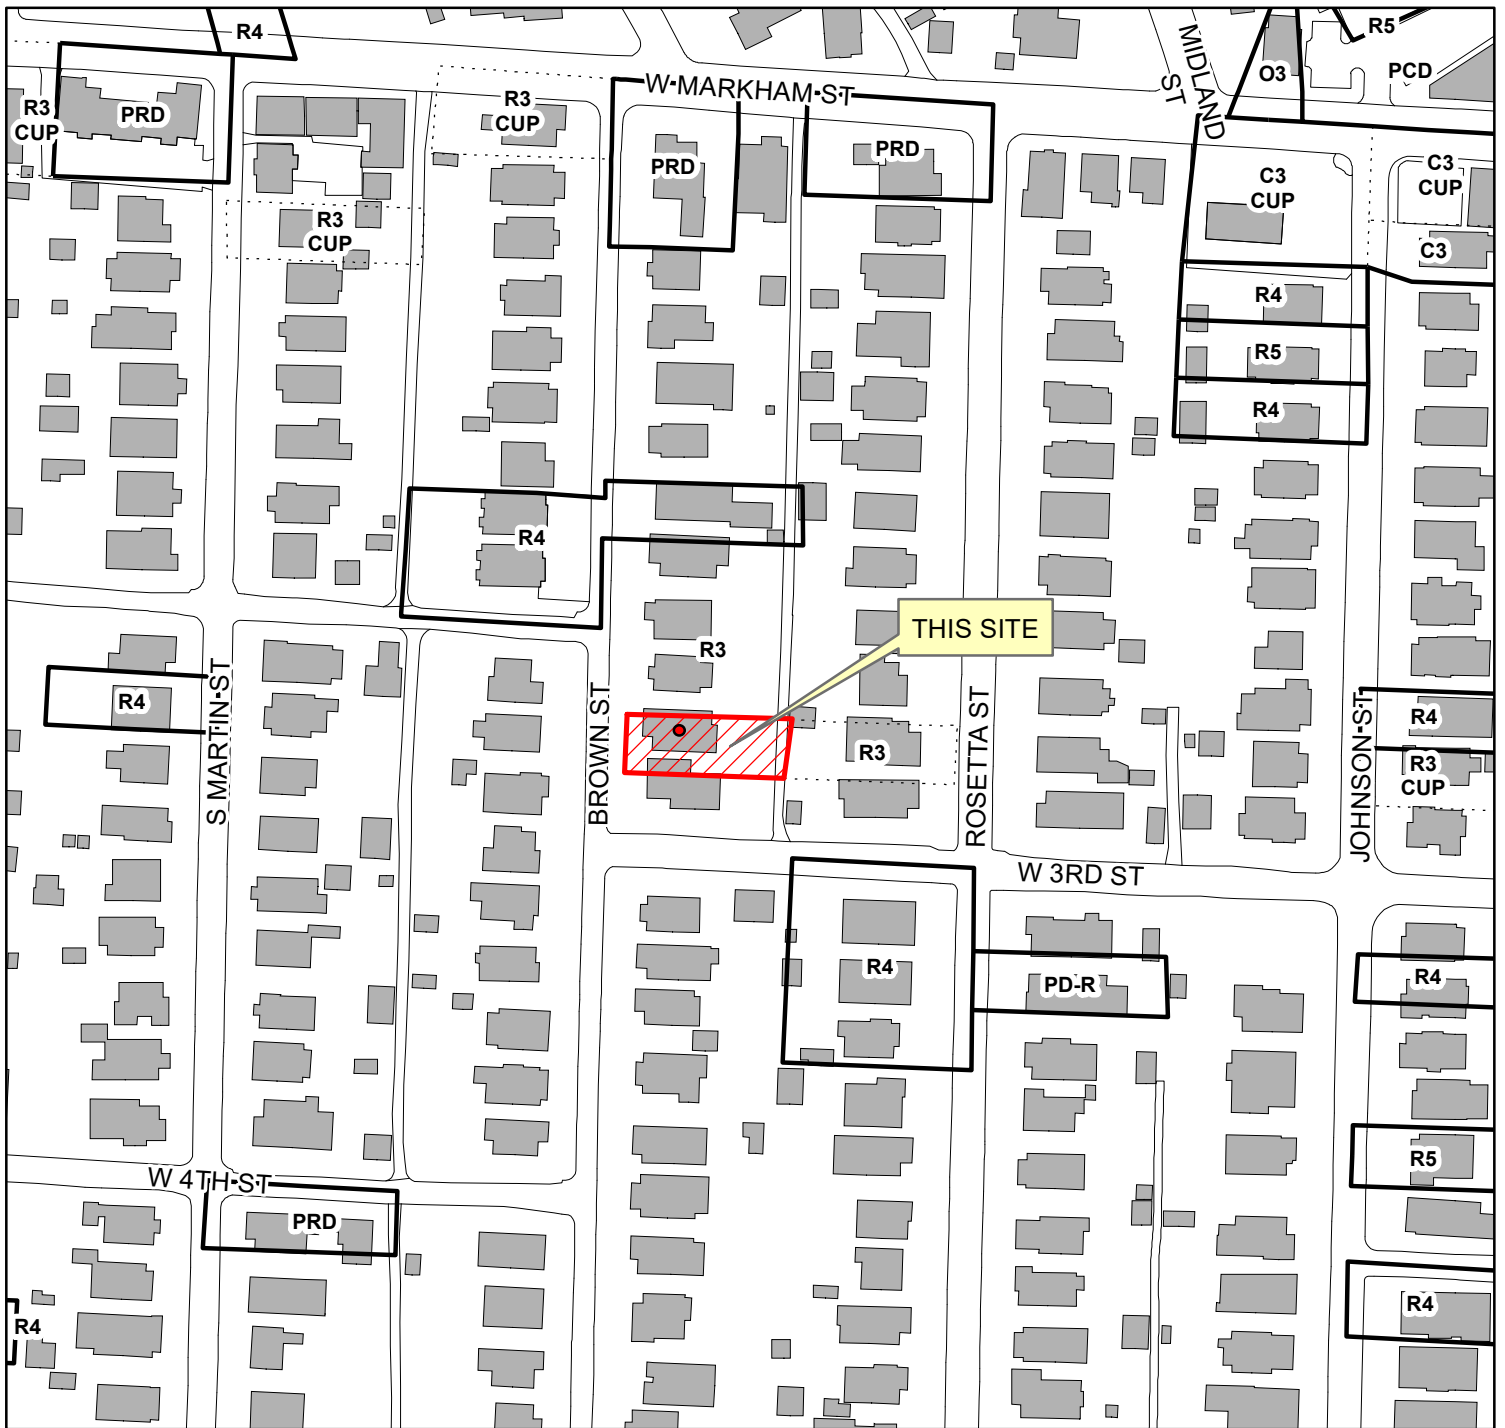 R4
R5
MIDLAND
ST
O3
PCD
W MARKHAM ST
R3
CUP
PRD
R3
CUP
PRD
PRD
C3
CUP
C3
CUP
R3
CUP
C3
R4
R5
R4
R4
THIS SITE
R3
S MARTIN ST
BROWN ST
ROSETTA ST
JOHNSON ST
R4
R4
R3
R3
CUP
W 3RD ST
R4
PD-R
R4
R5
W 4TH ST
PRD
R4
R4